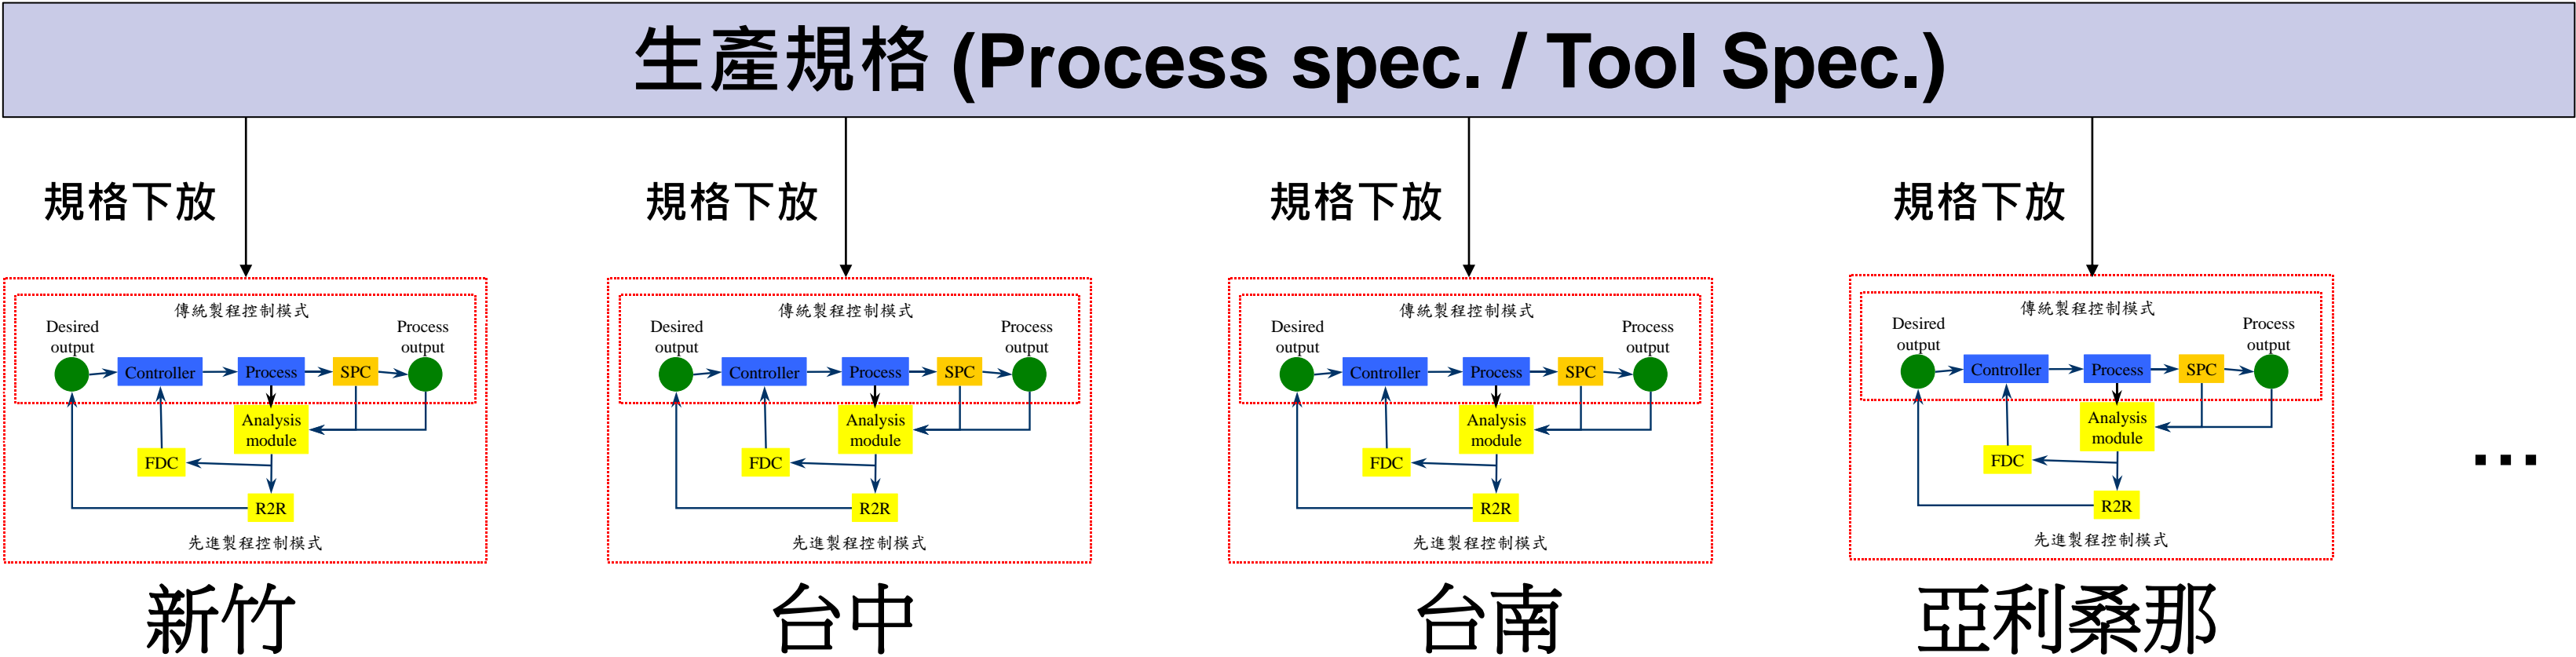 生產規格 (Process spec. / Tool Spec.)
規格下放
規格下放
規格下放
規格下放
傳統製程控制模式
Desired
output
Process
output
Controller
Process
SPC
Analysis
module
FDC
R2R
先進製程控制模式
新竹
傳統製程控制模式
Desired
output
Process
output
Controller
Process
SPC
Analysis
module
FDC
R2R
先進製程控制模式
台中
傳統製程控制模式
Desired
output
Process
output
Controller
Process
SPC
Analysis
module
FDC
R2R
先進製程控制模式
台南
傳統製程控制模式
Desired
output
Process
output
Controller
Process
SPC
Analysis
module
FDC
R2R
先進製程控制模式
亞利桑那
...